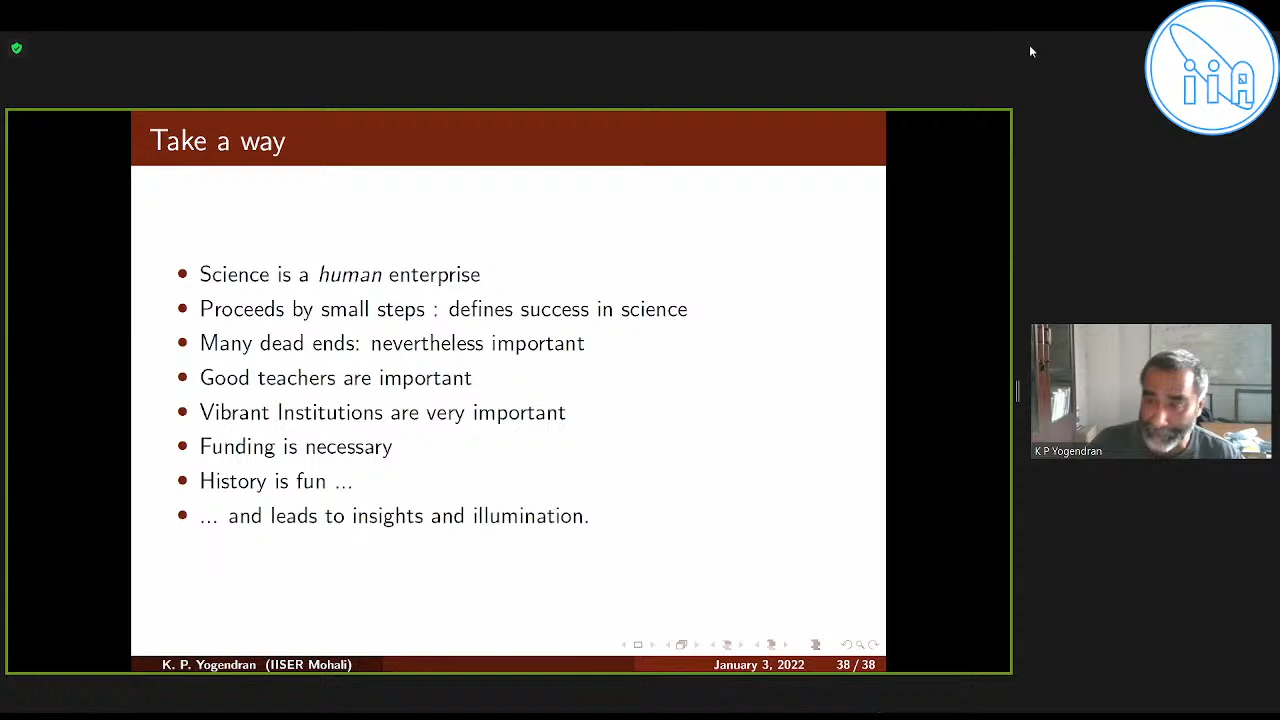 iiA
Take a way
Science is a human enterprise
Proceeds by small steps : defines success in science
Many dead ends: nevertheless important
Good teachers are important
Vibrant Institutions are very important
Funding is necessary
History is fun ...
... and leads to insights and illumination.
K P Yogendran
K. P. Yogendran (IISER Mohali)
January 3, 2022
38 / 38